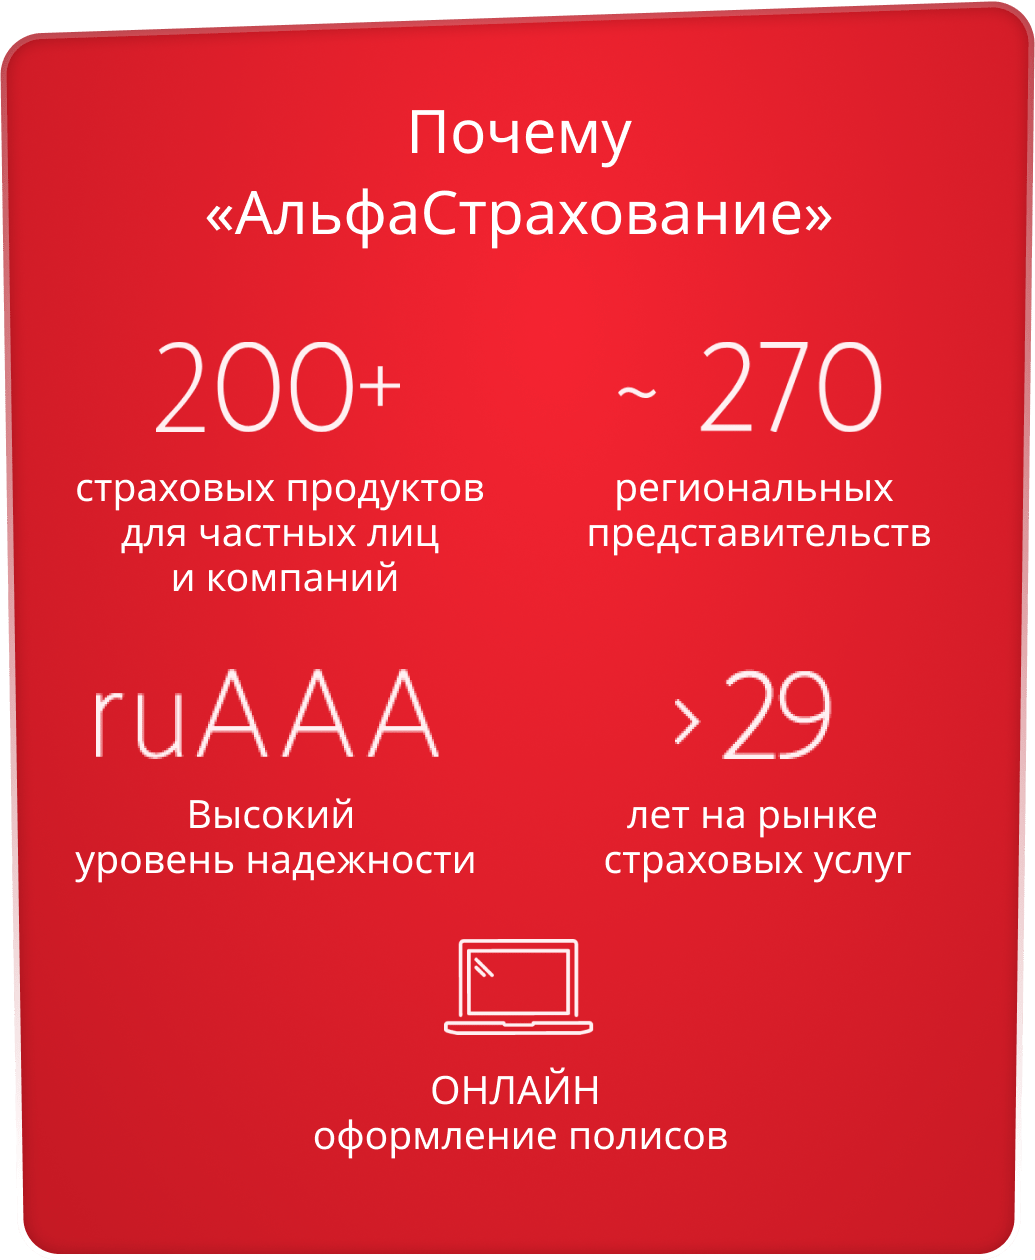 Почему
«АльфаСтрахование»
200+
страховых продуктов
для частных лиц
и компаний
~ 270
региональных
представительств
ruAAA
Высокий
уровень надежности
> 29
лет на рынке
страховых услуг
ОНЛАЙН
оформление полисов